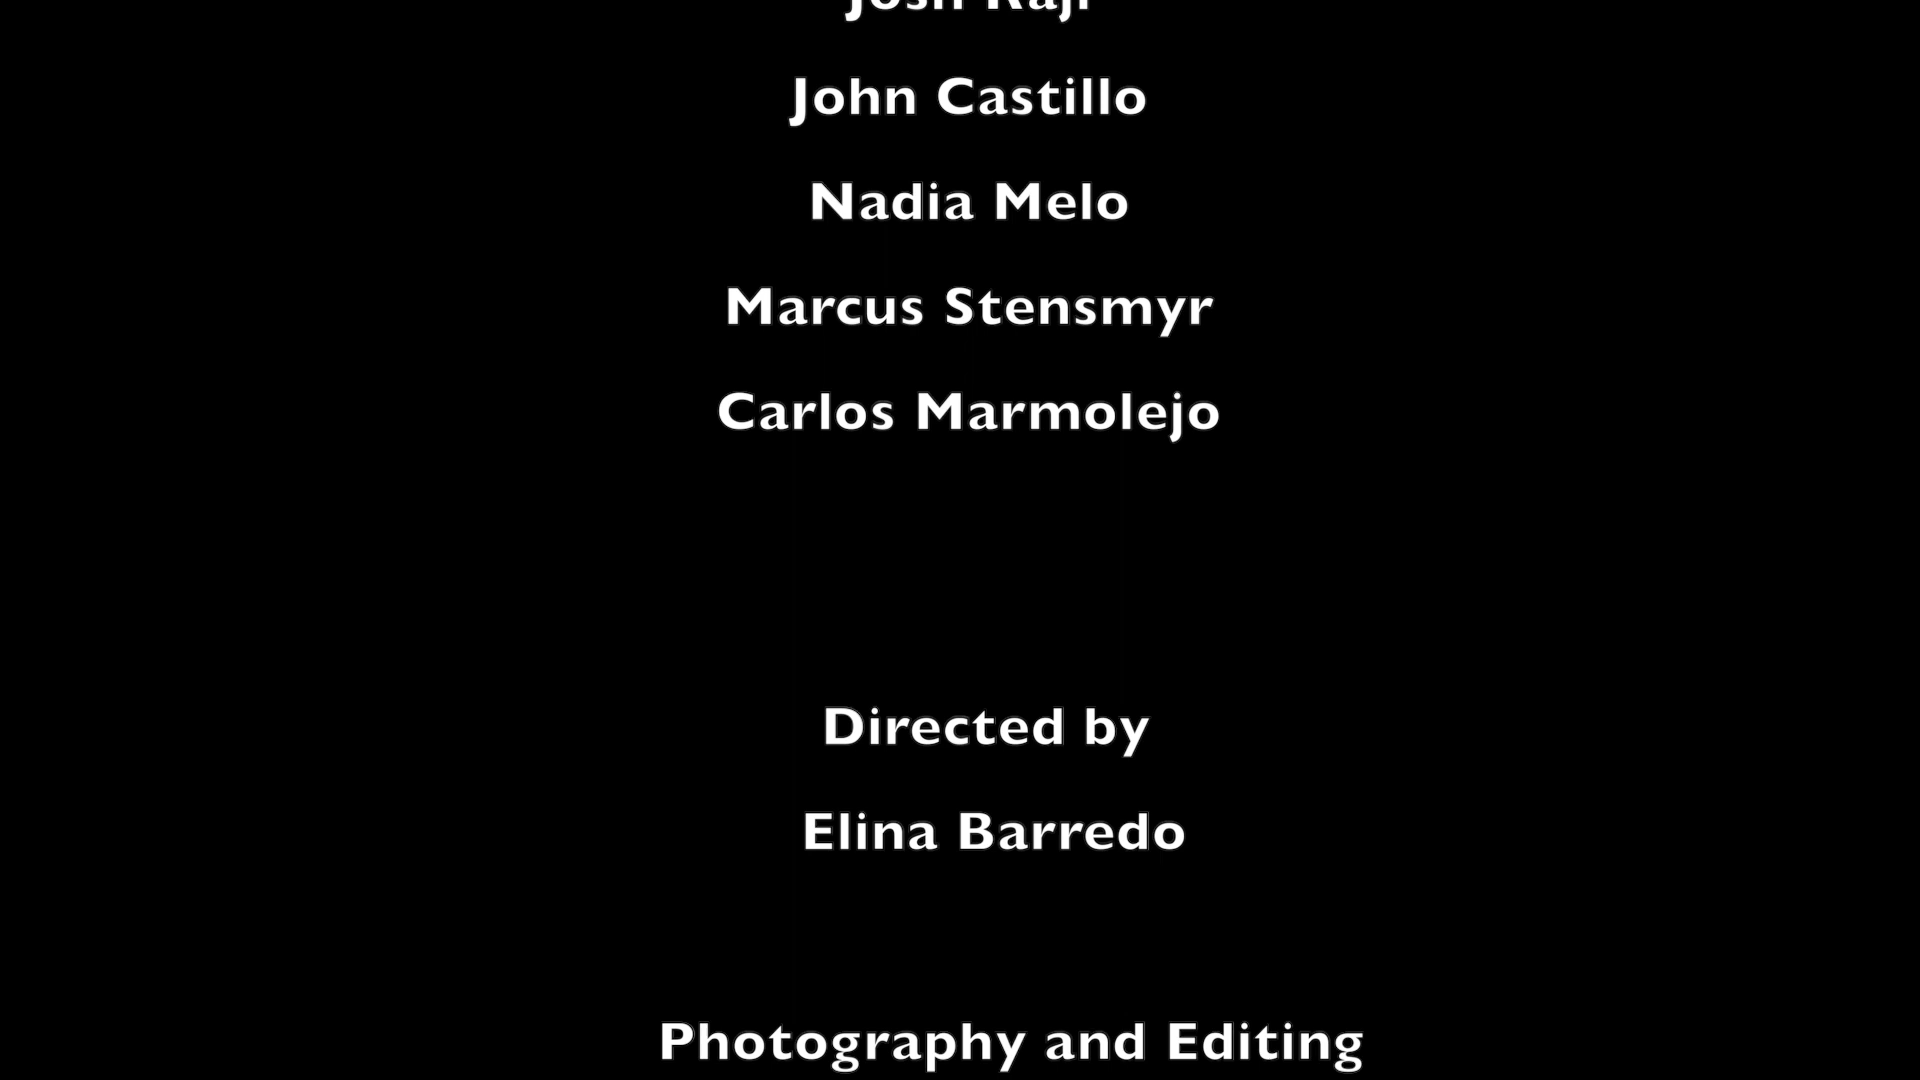 John Castillo
Nadia Melo
Marcus Stensmyr
Carlos Marmolejo
Directed by
Elina Barredo
Photography and Editing